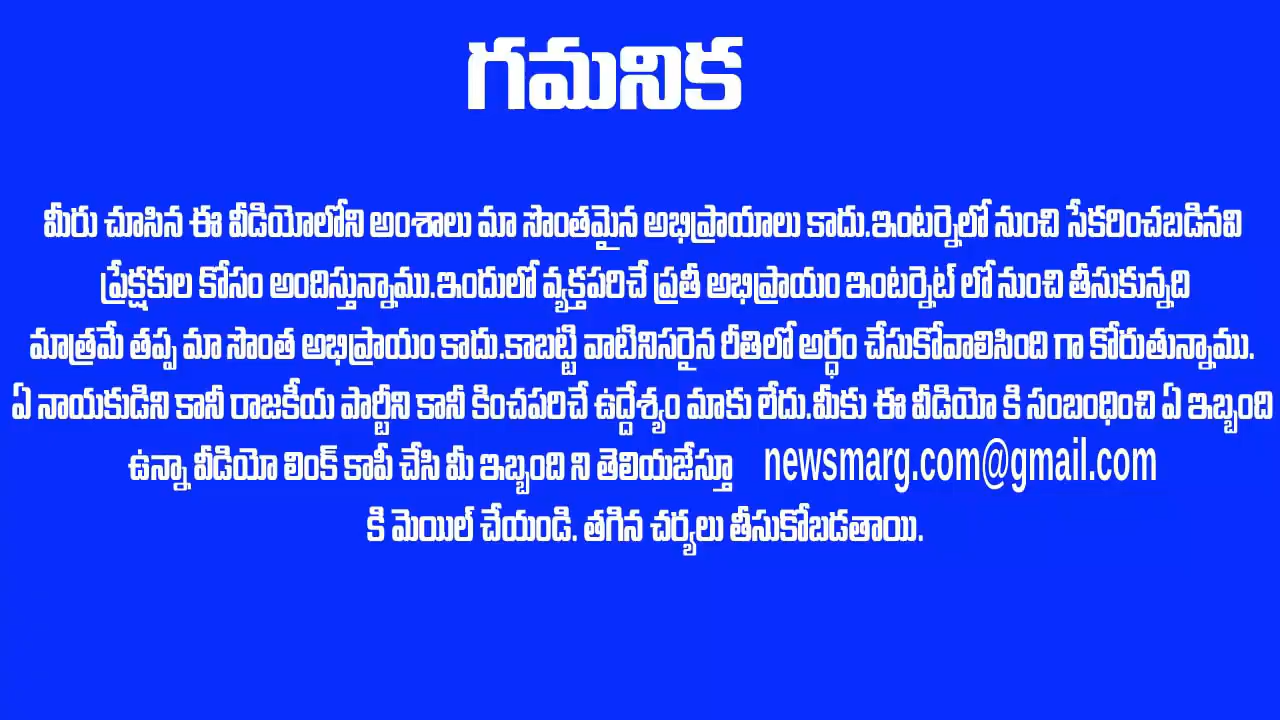 గమనిక
మీరు చూసిన ఈ వీడియోలోని అంశాలు మా సొంతమైన అభిప్రాయాలు కాదు.ఇంటర్నెలో నుంచి సేకరించబడినవి
ప్రేక్షకుల కోసం అందిస్తున్నాము.ఇందులో వ్యక్తపరిచే ప్రతీ అభిప్రాయం ఇంటర్నెట్ లో నుంచి తీసుకున్నది
మాత్రమే తప్ప మా సొంత అభిప్రాయం కాదు.కాబట్టి వాటినిసరైన రీతిలో అర్ధం చేసుకోవాలిసింది గా కోరుతున్నాము.
ఏ నాయకుడిని కానీ రాజకీయ పార్టీని కానీ కించపరిచే ఉద్దేశ్యం మాకు లేదు.మీకు ఈ వీడియో కి సంబంధించి ఏ ఇబ్బంది
ఉన్నా వీడియో లింక్ కాపీ చేసి మీ ఇబ్బంది ని తెలియజేస్తూ newsmarg.com@gmail.com
కి మెయిల్ చేయండి. తగిన చర్యలు తీసుకోబడతాయి.